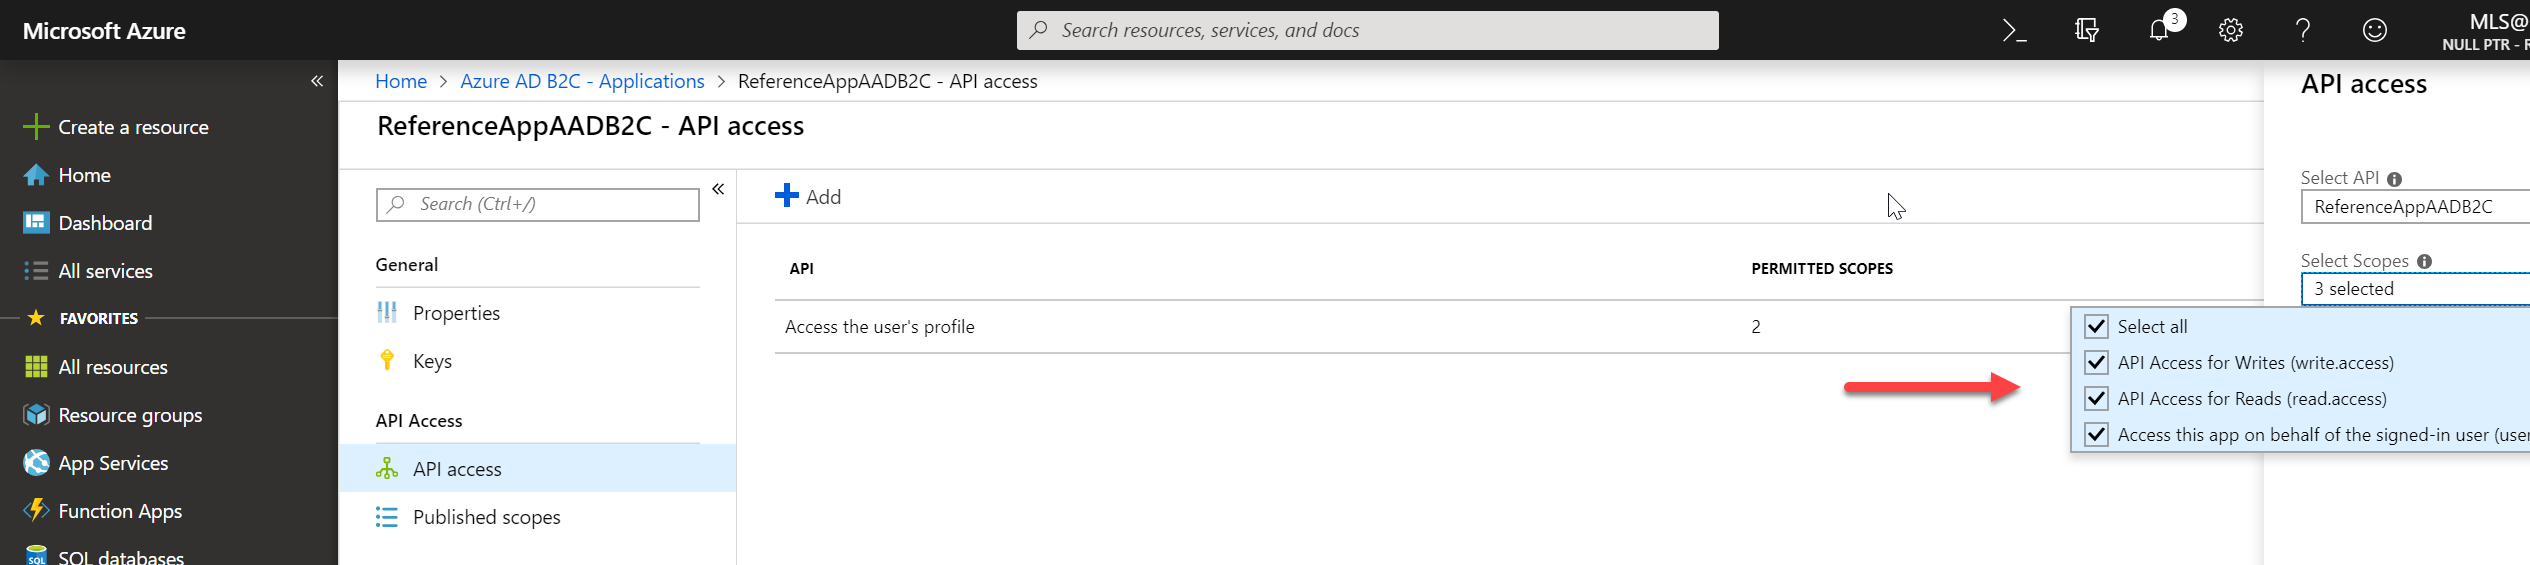 Microsoft Azure
Search resources, services, and docs
3
MLS@
NULL PTR - R
Create a resource
Home
Dashboard
All services
FAVORITES
All resources
Resource groups
App Services
Function Apps
SQL databases
Home > Azure AD B2C - Applications > ReferenceAppAADB2C - API access
ReferenceAppAADB2C - API access
Search (Ctrl+/)
General
Properties
Keys
API Access
API access
Published scopes
Add
API PERMITTED SCOPES
Access the user's profile 2
API access
Select API
ReferenceAppAADB2C
Select Scopes
3 selected
Select all
API Access for Writes (write.access)
API Access for Reads (read.access)
Access this app on behalf of the signed-in user (user